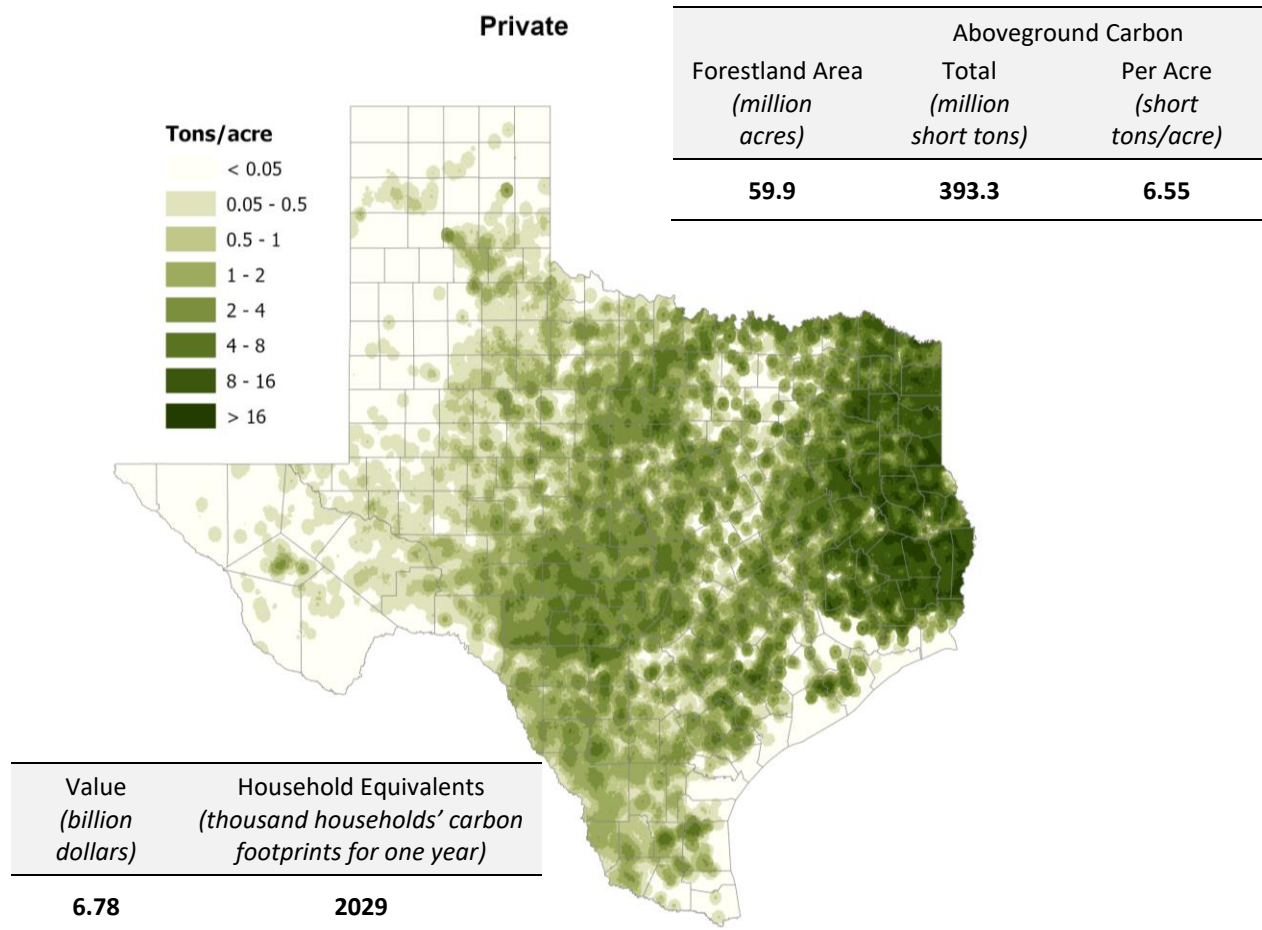 Private
Aboveground Carbon
Forestland Area Total Per Acre
(million (million (short
acres) short tons) tons/acre)
59.9 393.3 6.55
Tons/acre
< 0.05
0.05 - 0.5
0.5 - 1
1 - 2
2 - 4
4 - 8
8 - 16
> 16
Value Household Equivalents
(billion (thousand households’ carbon
dollars) footprints for one year)
6.78 2029